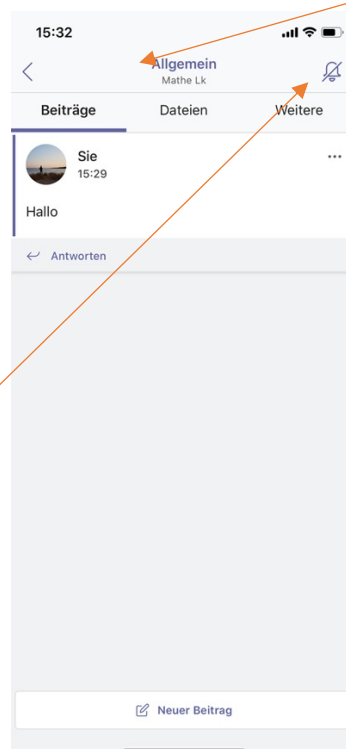 15:32
Allgemein
Mathe Lk
Beiträge Dateien Weitere
Sie
15:29
Hallo
Antworten
Neuer Beitrag